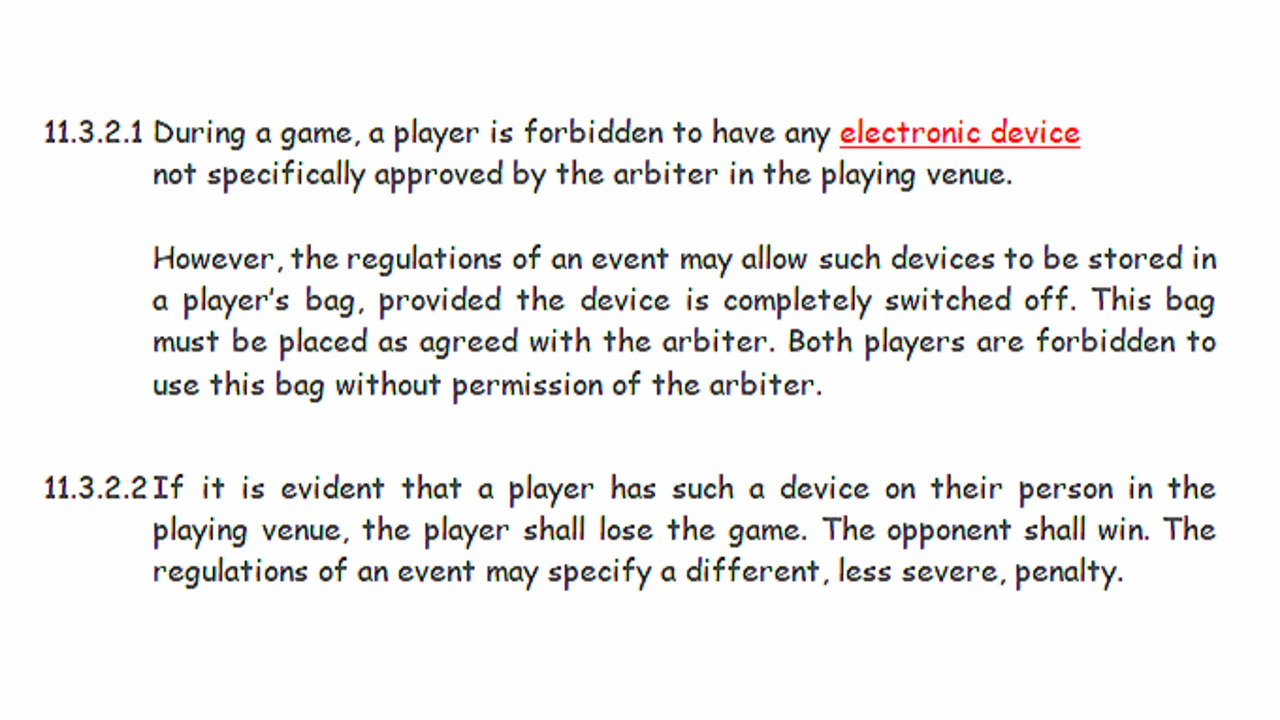 11.3.2.1 During a game, a player is forbidden to have any electronic device
not specifically approved by the arbiter in the playing venue.
However, the regulations of an event may allow such devices to be stored in
a player's bag, provided the device is completely switched off. This bag
must be placed as agreed with the arbiter. Both players are forbidden to
use this bag without permission of the arbiter.
11.3.2.2 If it is evident that a player has such a device on their person in the
playing venue, the player shall lose the game. The opponent shall win. The
regulations of an event may specify a different, less severe, penalty.